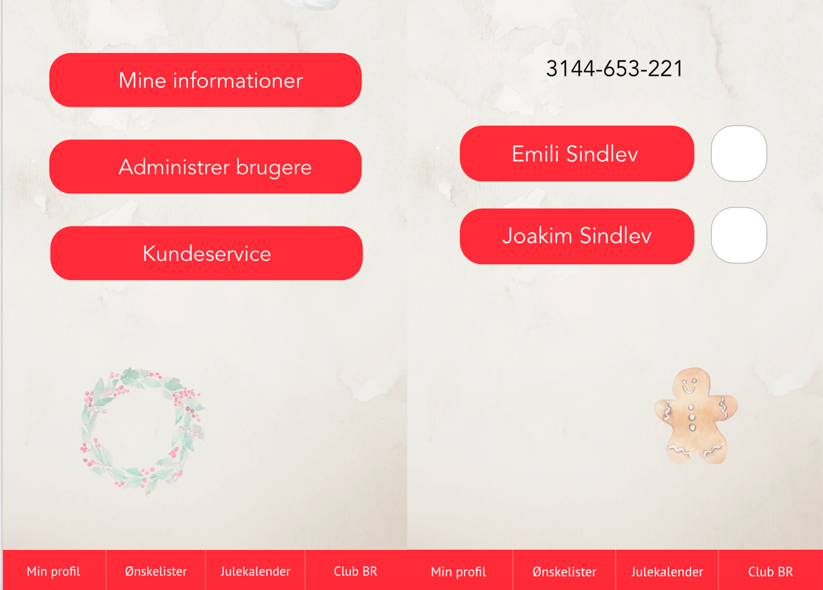 Mine informationer
Administrer brugere
Kundeservice
Min profil
Ønskelister
Julekalender
Club BR
3144-653-221
Emili Sindlev
Joakim Sindlev
Min profil
Ønskelister
Julekalender
Club BR